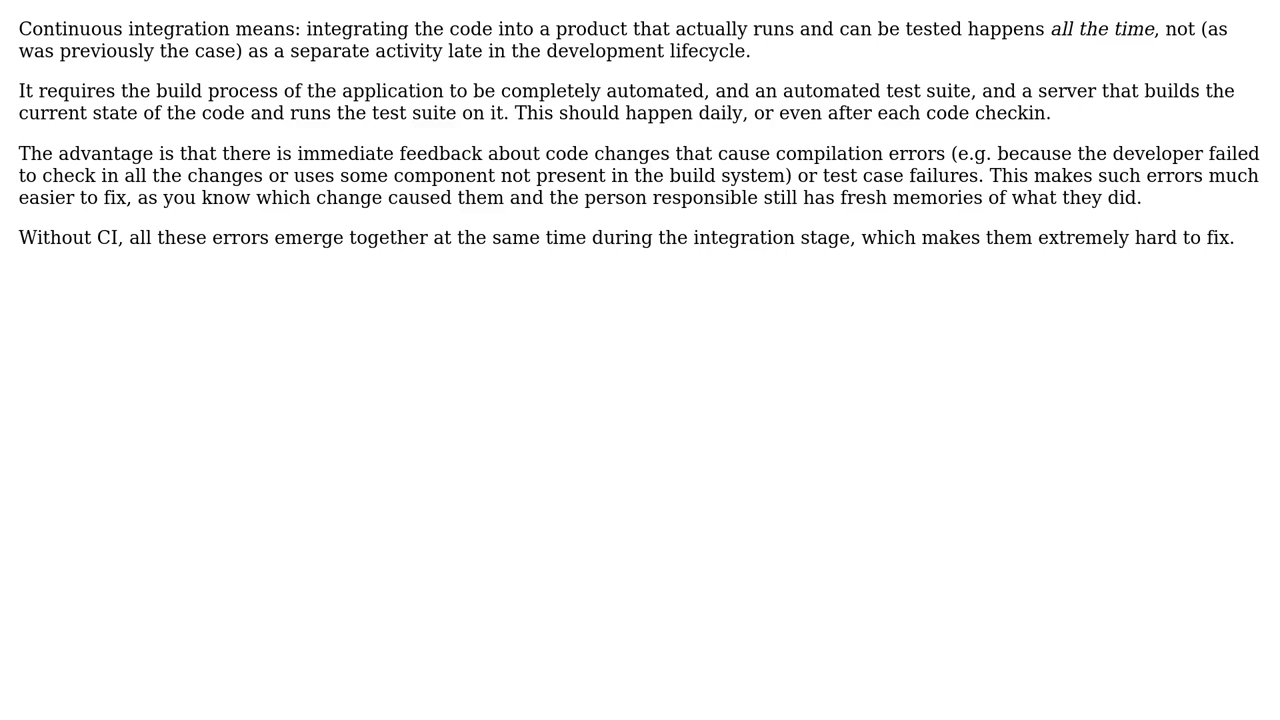 Continuous integration means: integrating the code into a product that actually runs and can be tested happens all the time, not (as
was previously the case) as a separate activity late in the development lifecycle.
It requires the build process of the application to be completely automated, and an automated test suite, and a server that builds the
current state of the code and runs the test suite on it. This should happen daily, or even after each code checkin.
The advantage is that there is immediate feedback about code changes that cause compilation errors (e.g. because the developer failed
to check in all the changes or uses some component not present in the build system) or test case failures. This makes such errors much
easier to fix, as you know which change caused them and the person responsible still has fresh memories of what they did.
Without CI, all these errors emerge together at the same time during the integration stage, which makes them extremely hard to fix.